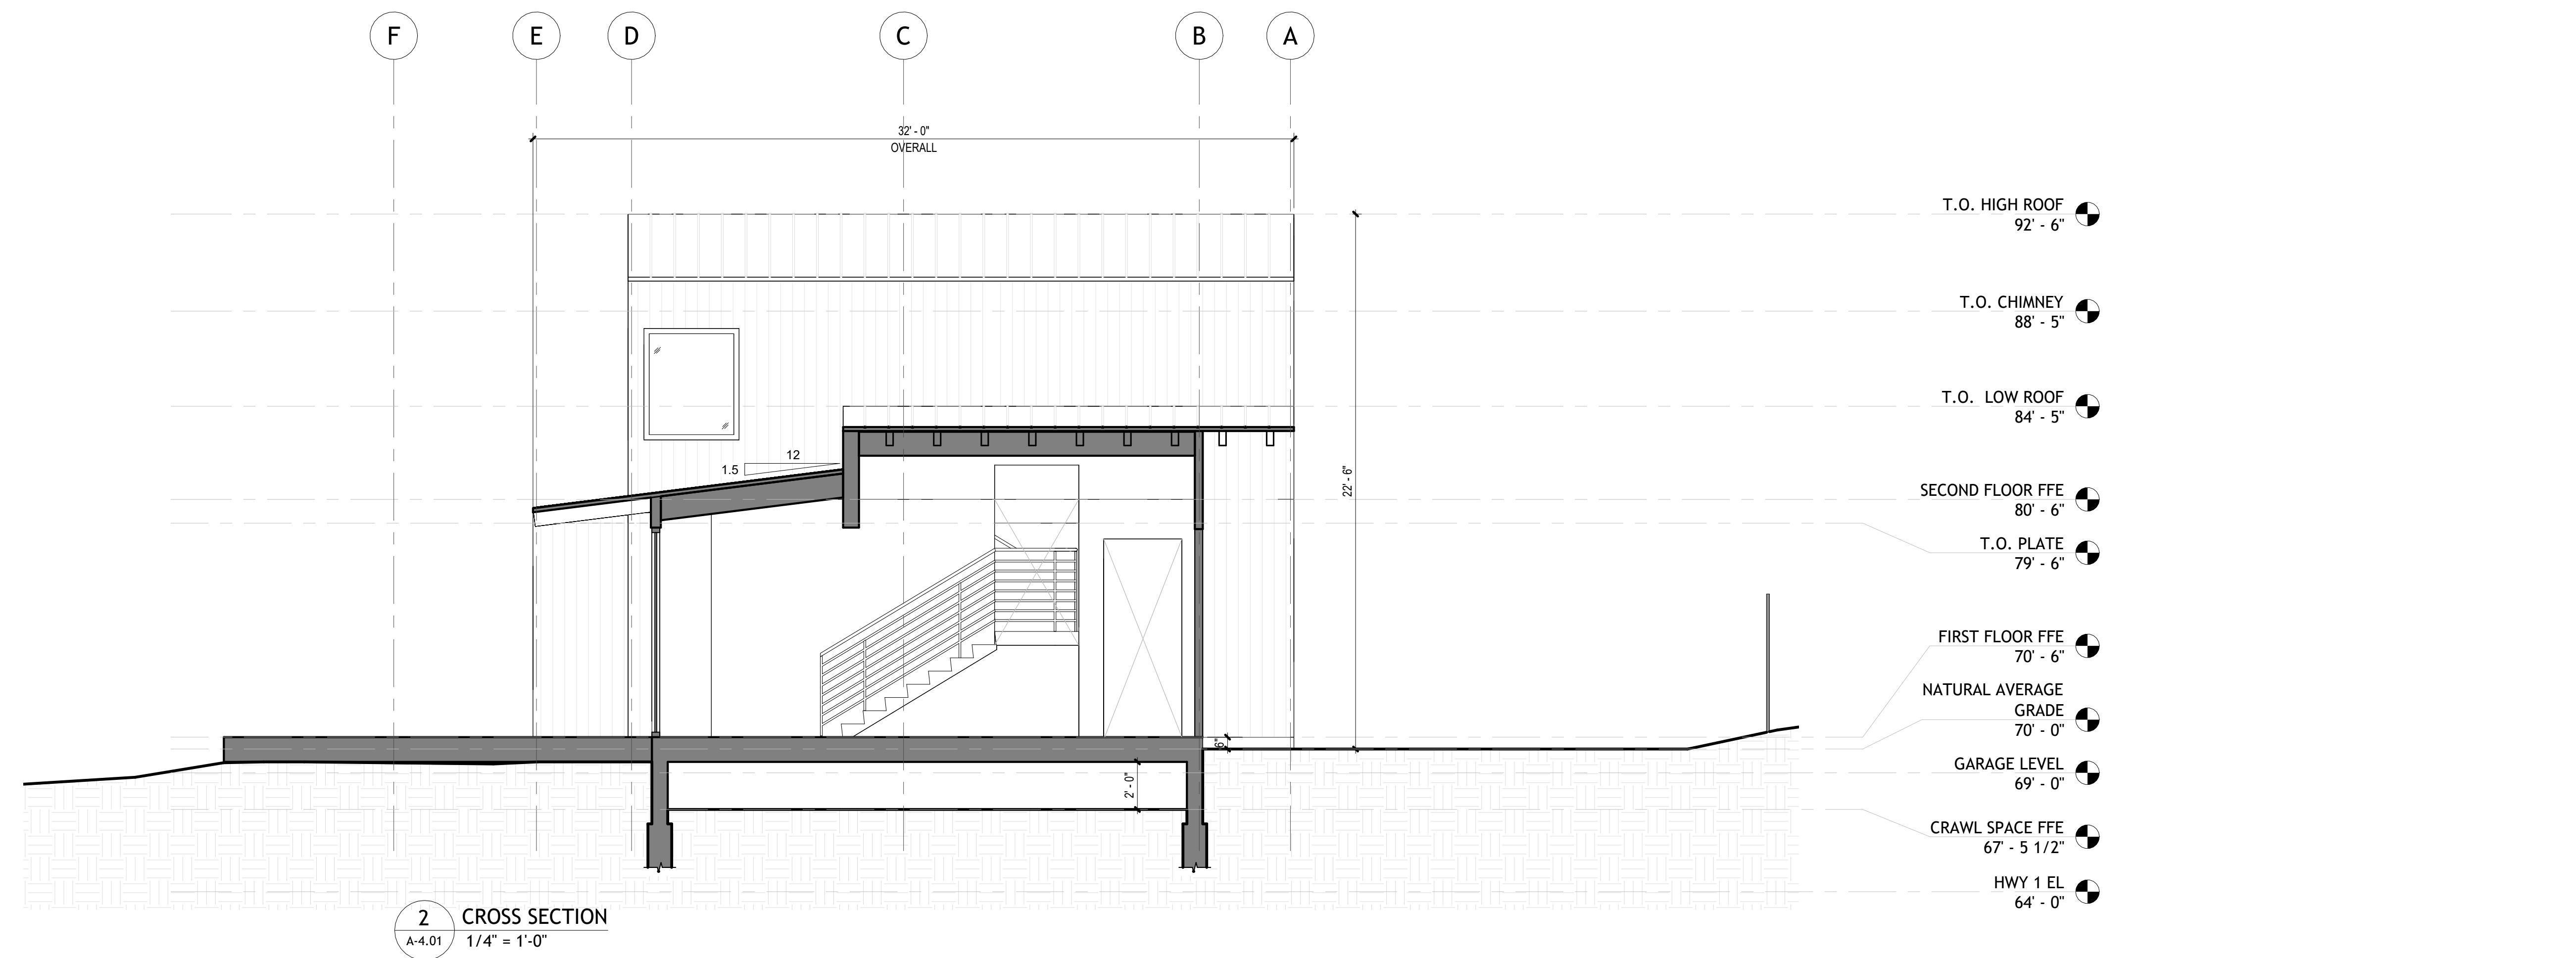 F
E
D
C
B
A
32' - 0"
OVERALL
T.O. HIGH ROOF
92' - 6"
T.O. CHIMNEY
88' - 5"
T.O. LOW ROOF
84' - 5"
12
1.5
22' - 6"
SECOND FLOOR FFE
80' - 6"
T.O. PLATE
79' - 6"
FIRST FLOOR FFE
70' - 6"
NATURAL AVERAGE
GRADE
70' - 0"
6"
2' - 0"
GARAGE LEVEL
69' - 0"
CRAWL SPACE FFE
67' - 5 1/2"
HWY 1 EL
64' - 0"
2
A-4.01
CROSS SECTION
1/4" = 1'-0"